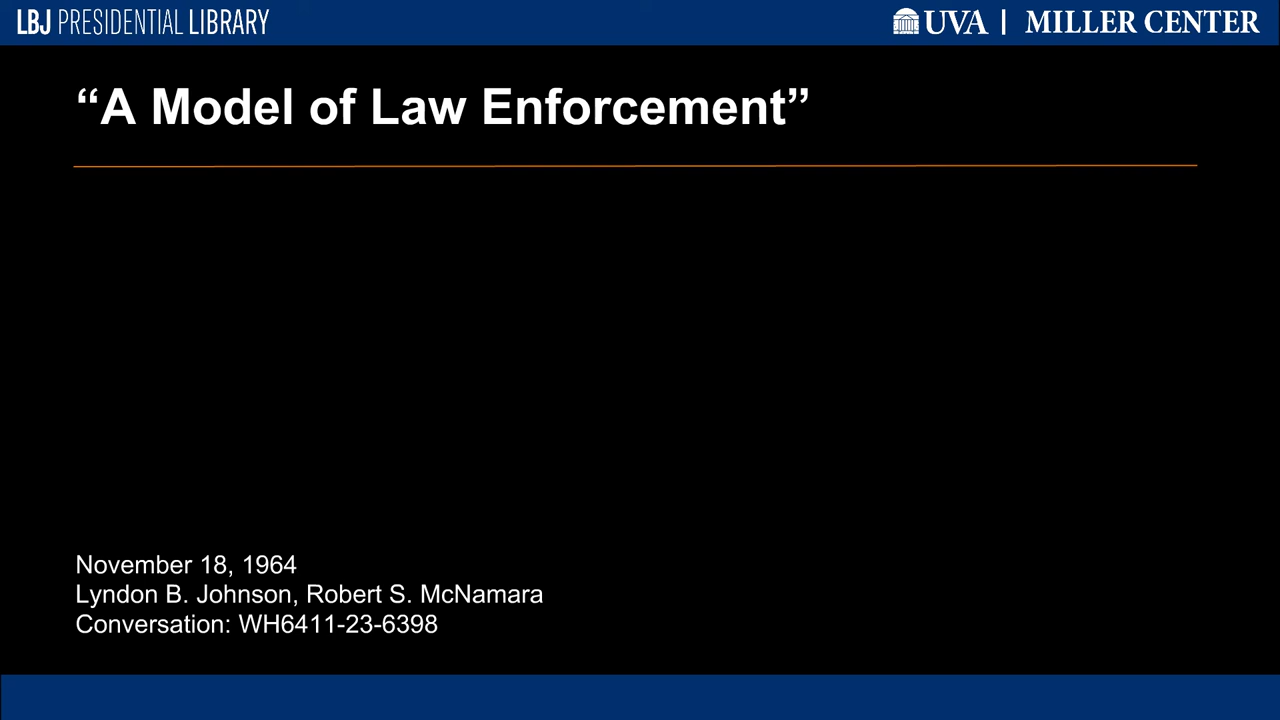 LBJ PRESIDENTIAL LIBRARY
UVA | MILLER CENTER
“A Model of Law Enforcement”
November 18, 1964
Lyndon B. Johnson, Robert S. McNamara
Conversation: WH6411-23-6398